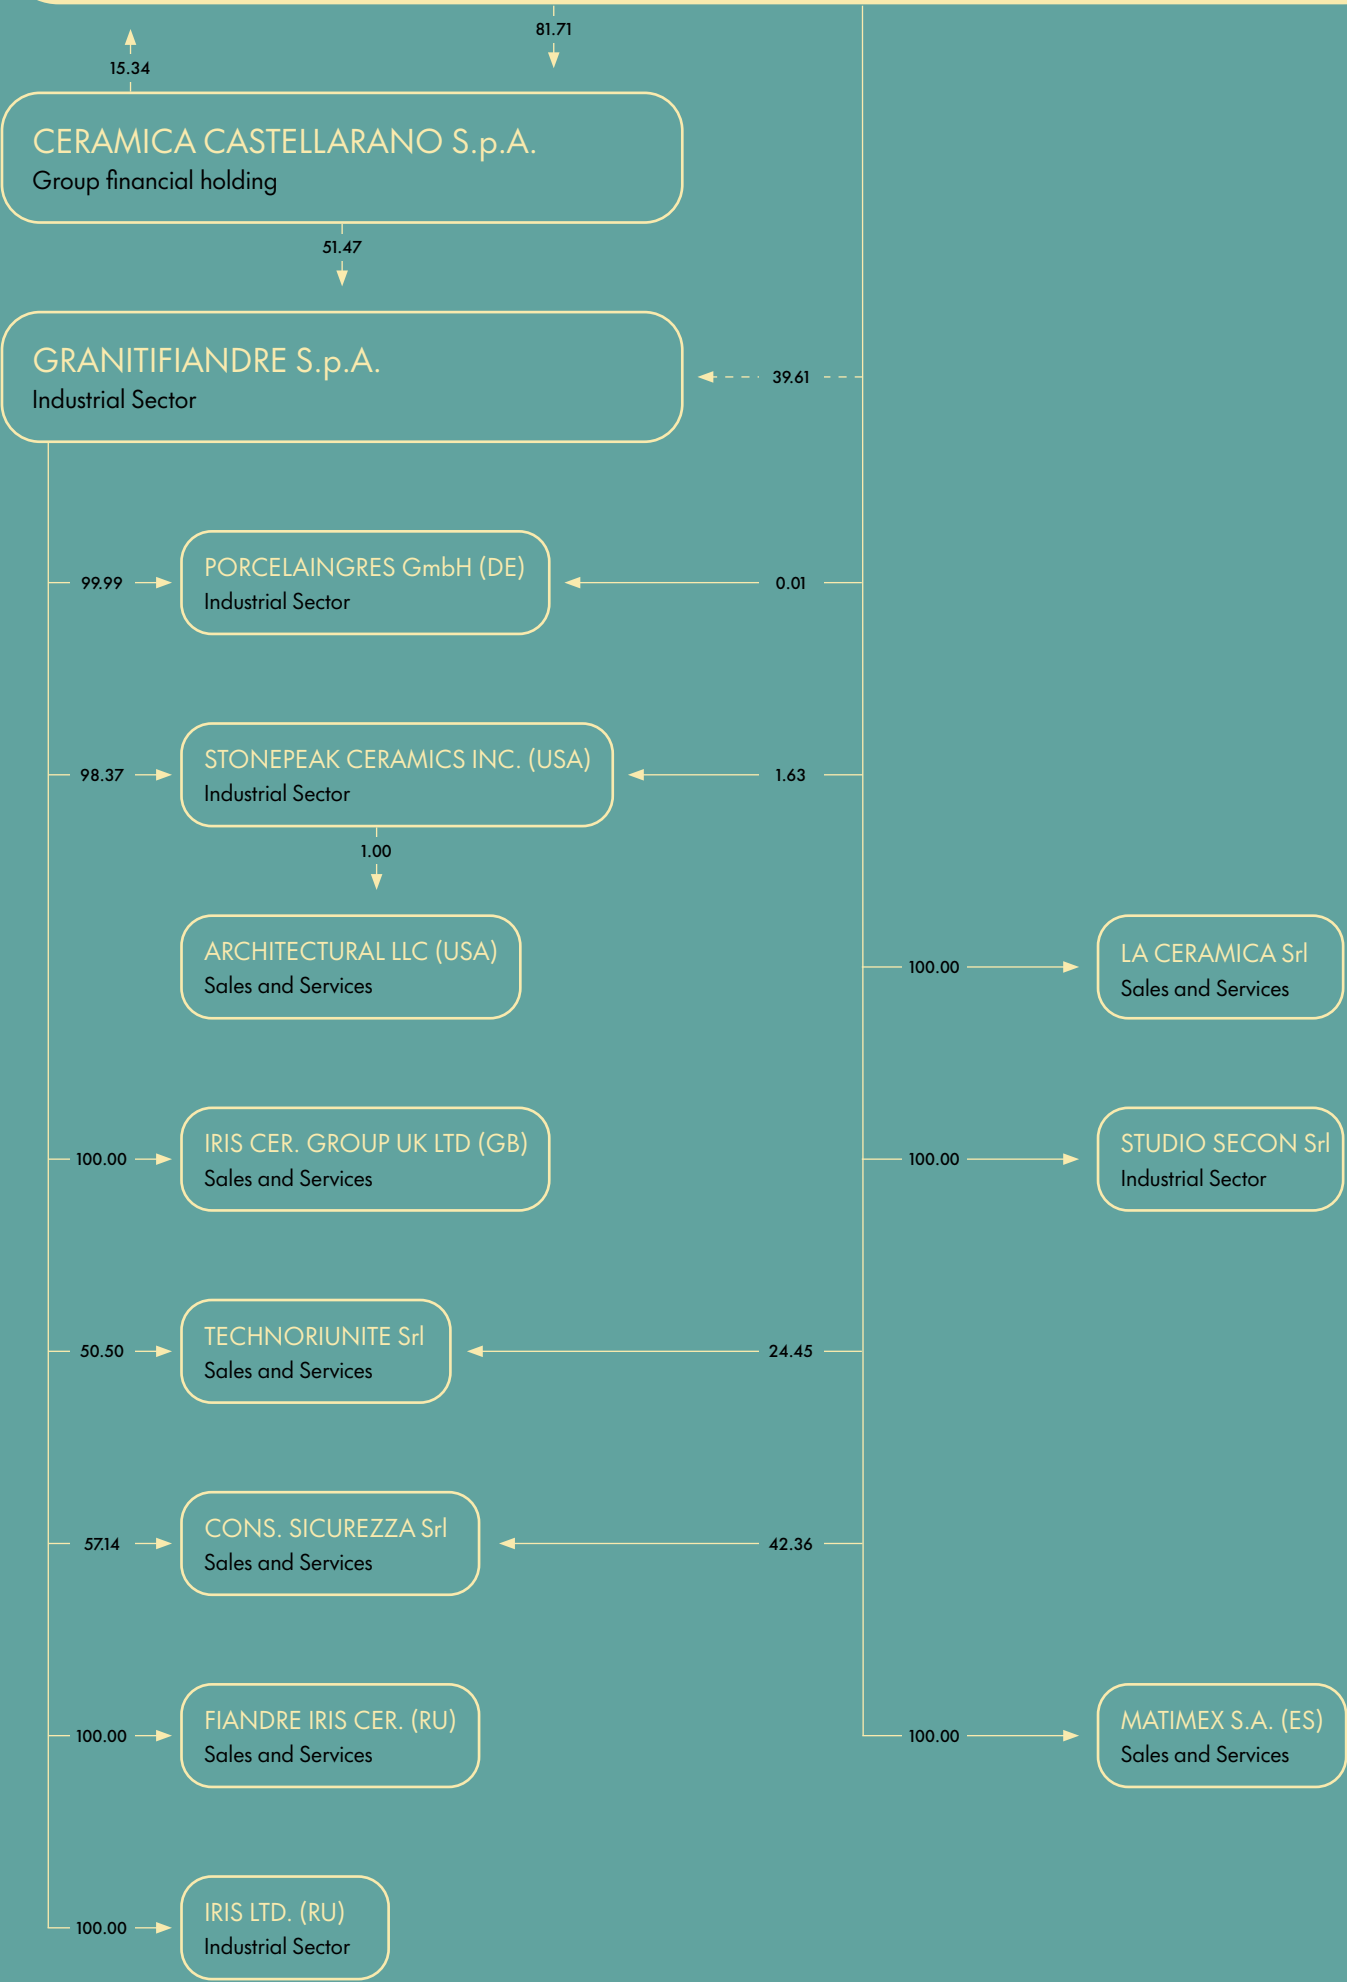 81.71
15.34
CERAMICA CASTELLARANO S.p.A.
Group financial holding
51.47
GRANITIFIANDRE S.p.A.
Industrial Sector
39.61
99.99
PORCELAINGRES GmbH (DE)
Industrial Sector
0.01
98.37
STONEPEAK CERAMICS INC. (USA)
Industrial Sector
1.63
1.00
ARCHITECTURAL LLC (USA)
Sales and Services
100.00
LA CERAMICA Srl
Sales and Services
100.00
IRIS CER. GROUP UK LTD (GB)
Sales and Services
100.00
STUDIO SECON Srl
Industrial Sector
50.50
TECHNORIUNITE Srl
Sales and Services
24.45
57.14
CONS. SICUREZZA Srl
Sales and Services
42.36
100.00
FIANDRE IRIS CER. (RU)
Sales and Services
100.00
MATIMEX S.A. (ES)
Sales and Services
100.00
IRIS LTD. (RU)
Industrial Sector